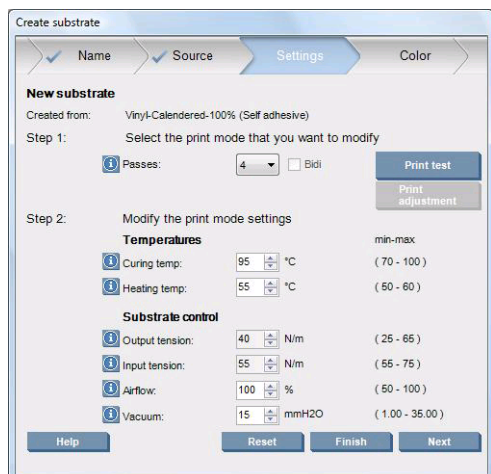 Create substrate
Name Source Settings Color
New substrate
Created from: Vinyl-Calendered-100% (Self adhesive)
Step 1: Select the print mode that you want to modify
Passes: 4 Bidi Print test
Print adjustment
Step 2: Modify the print mode settings
Temperatures min-max
Curing temp: 95 °C ( 70 - 100 )
Heating temp: 55 °C ( 50 - 60 )
Substrate control
Output tension: 40 N/m ( 25 - 65 )
Input tension: 55 N/m ( 55 - 75 )
Airflow: 100 % ( 50 - 100 )
Vacuum: 15 mmH2O ( 1.00 - 35.00 )
Help Reset Finish Next